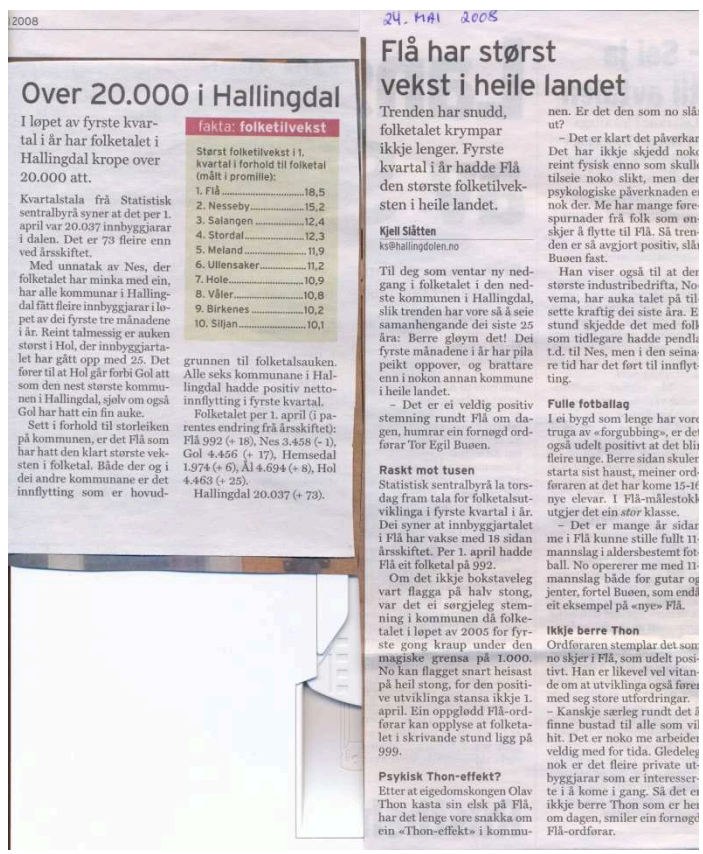 2008
24. MAI 2008
Over 20.000 i Hallingdal
I løpet av fyrste kvar-
tal i år har folketalet i
Hallingdal krope over
20.000 att.
Kvartalstala frå Statistisk
sentralbyrå syner at det per 1.
april var 20.037 innbyggjarar
i dalen. Det er 73 fleire enn
ved årsskiftet.
Med unnatak av Nes, der
folketalet har minka med ein,
har alle kommunar i Halling-
dal fått fleire innbyggjarar i lø-
pet av dei fyrste tre månadene
i år. Reint talmessig er auken
størst i Hol, der innbyggjarta-
let har gått opp med 25. Det
fører til at Hol går forbi Gol att
som den nest største kommu-
nen i Hallingdal, sjølv om også
Gol har hatt ein fin auke.
Sett i forhold til storleiken
på kommunen, er det Flå som
har hatt den klart største vek-
sten i folketal. Både der og i
dei andre kommunane er det
innflytting som er hovud-
fakta: folketilvekst
Størst folketilvekst i 1.
kvartal i forhold til folketal
(målt i promille):
1. Flå 18,5
2. Nesseby 15,2
3. Salangen 12,4
4. Stordal 12,3
5. Meland 11,9
6. Ullensaker 11,2
7. Hole 10,9
8. Våler 10,8
9. Birkenes 10,2
10. Siljan 10,1
grunnen til folketalsauken.
Alle seks kommunane i Hal-
lingdal hadde positiv netto-
innflytting i fyrste kvartal.
Folketalet per 1. april (i pa-
rentes endring frå årsskiftet):
Flå 992 (+ 18), Nes 3.458 (- 1),
Gol 4.456 (+ 17), Hemsedal
1.974 (+ 6), Ål 4.694 (+ 8), Hol
4.463 (+ 25).
Hallingdal 20.037 (+ 73).
Flå har størst
vekst i heile landet
Trenden har snudd,
folketalet krympar
ikkje lenger. Fyrste
kvartal i år hadde Flå
den største folketilvek-
sten i heile landet.
Kjell Slåtten
ks@hallingdolen.no
Til deg som ventar ny ned-
gang i folketalet i den ned-
ste kommunen i Hallingdal,
slik trenden har vore så å seie
samanhengande dei siste 25
åra: Berre gløym det! Dei
fyrste månadene i år har pila
peikt oppover, og brattare
enn i nokon annan kommune
i heile landet.
– Det er ei veldig positiv
stemning rundt Flå om da-
gen, humrar ein fornøgd ord-
førar Tor Egil Buøen.
Raskt mot tusen
Statistisk sentralbyrå la tors-
dag fram tala for folketalsut-
viklinga i fyrste kvartal i år.
Dei syner at innbyggjartalet
i Flå har vakse med 18 sidan
årsskiftet. Per 1. april hadde
Flå eit folketal på 992.
Om det ikkje bokstaveleg
vart flagga på halv stong,
var det ei sørgjeleg stem-
ning i kommunen då folke-
talet i løpet av 2005 for fyr-
ste gong kraup under den
magiske grensa på 1.000.
No kan flagget snart heisast
på heil stong, for den positi-
ve utviklinga stansa ikkje 1.
april. Ein oppglødd Flå-ord-
førar kan opplyse at folketa-
let i skrivande stund ligg på
999.
Psykisk Thon-effekt?
Etter at eigedomskongen Olav
Thon kasta sin elsk på Flå,
har det lenge vore snakka om
ein «Thon-effekt» i kommu-
nen. Er det den som no slår
ut?
– Det er klart det påverkar.
Det har ikkje skjedd noko
reint fysisk enno som skulle
tilseie noko slikt, men den
psykologiske påverknaden er
nok der. Me har mange føre-
spurnader frå folk som øn-
skjer å flytte til Flå. Så tren-
den er så avgjort positiv, slår
Buøen fast.
Han viser også til at den
største industribedrifta, No-
vema, har auka talet på til-
sette kraftig dei siste åra. Ei
stund skjedde det med folk
som tidlegare hadde pendla
t.d. til Nes, men i den seina-
re tid har det ført til innflyt-
ting.
Fulle fotballag
I ei bygd som lenge har vore
truga av «forgubbing», er det
også udelt positivt at det blir
fleire unge. Berre sidan skulen
starta sist haust, meiner ord-
føraren at det har kome 15-16
nye elevar. I Flå-målestokk
utgjer det ein stor klasse.
– Det er mange år sidan
me i Flå kunne stille fullt 11-
mannslag i aldersbestemt fot-
ball. No opererer me med 11-
mannslag både for gutar og
jenter, fortel Buøen, som endå
eit eksempel på «nye» Flå.
Ikkje berre Thon
Ordføraren stemplar det som
no skjer i Flå, som udelt posi-
tivt. Han er likevel vel vitan-
de om at utviklinga også fører
med seg store utfordringar.
– Kanskje særleg rundt det å
finne bustad til alle som vil
hit. Det er noko me arbeider
veldig med for tida. Gledeleg
nok er det fleire private ut-
byggjarar som er interesser-
te i å kome i gang. Så det er
ikkje berre Thon som er her
om dagen, smiler ein fornøgd
Flå-ordførar.